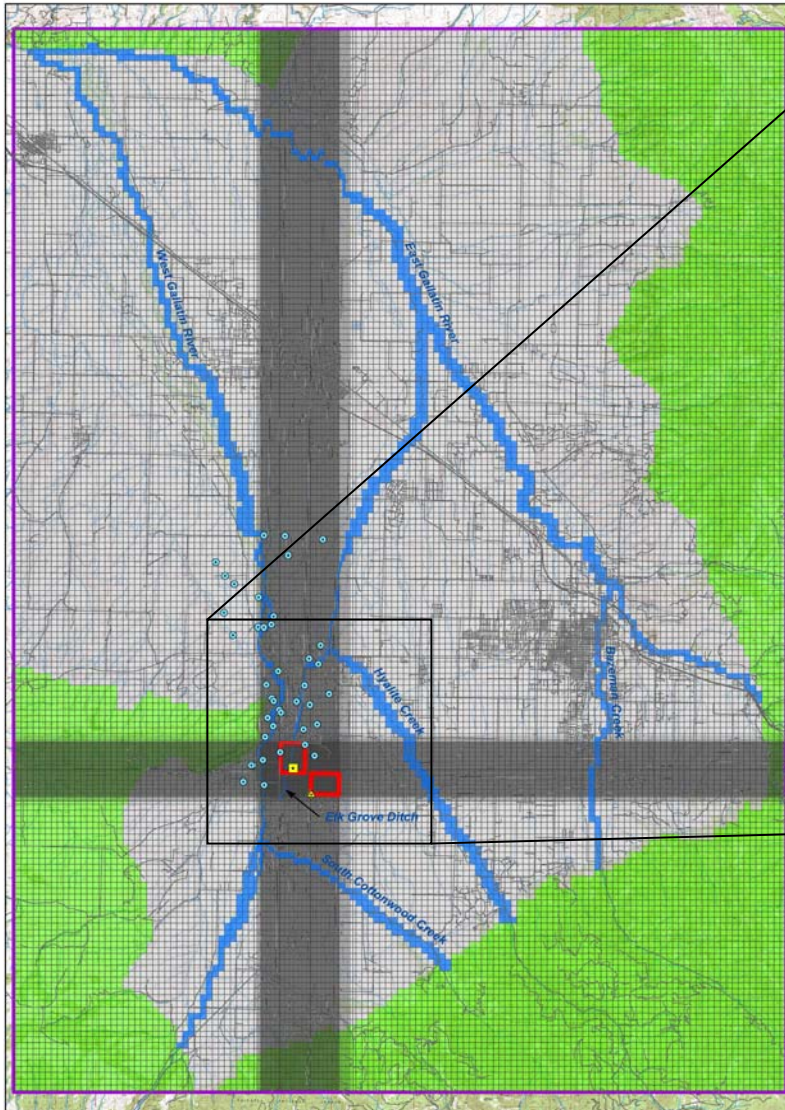 West Gallatin River
East Gallatin River
Hyalite Creek
Bozeman Creek
Elk Grove Ditch
South Cottonwood Creek